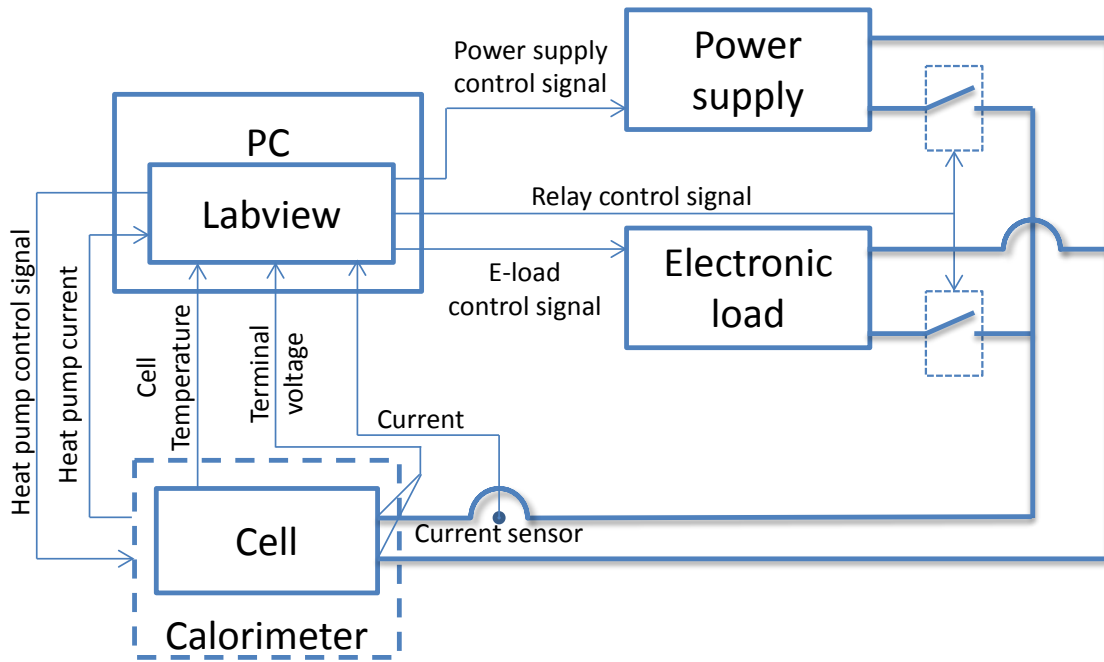 Power supply
control signal
Power
supply
PC
Labview
Relay control signal
E-load
control signal
Electronic
load
Heat pump control signal
Heat pump current
Cell
Temperature
Terminal
voltage
Current
Cell
Current sensor
Calorimeter